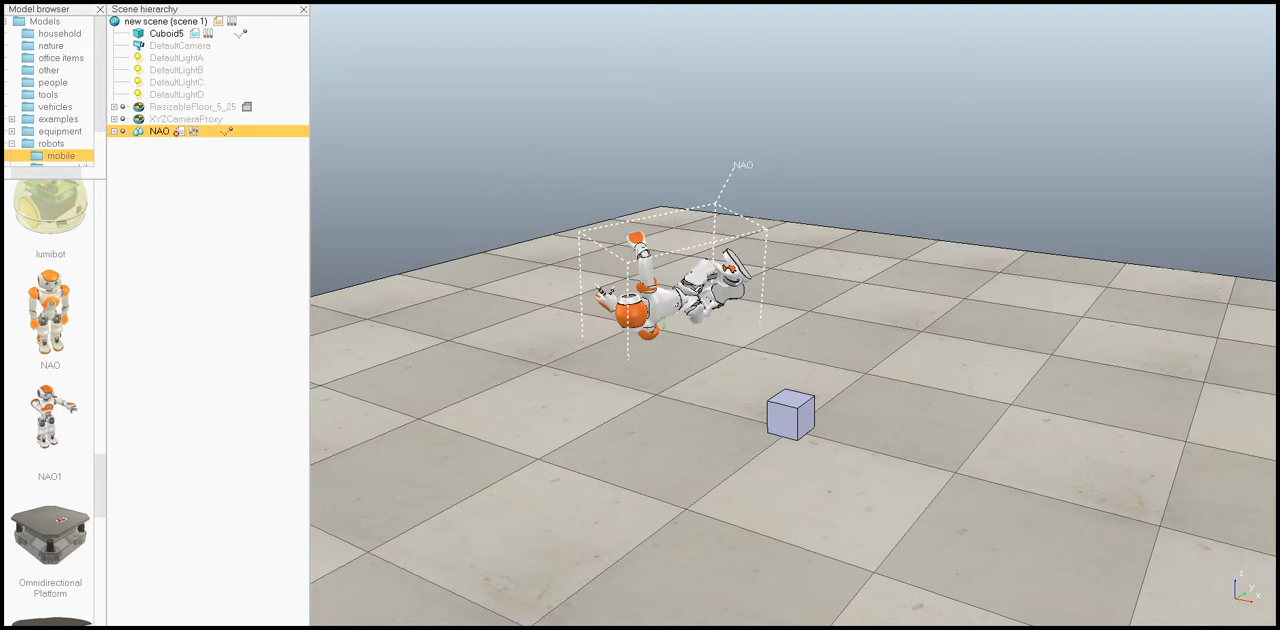 Model browser
Models
household
nature
office items
other
people
tools
vehicles
examples
equipment
robots
mobile
lumibot
NAO
NAO1
Omnidirectional
Platform
Scene hierarchy
new scene (scene 1)
Cuboid5
DefaultCamera
DefaultLightA
DefaultLightB
DefaultLightC
DefaultLightD
ResizableFloor_5_25
XYZCameraProxy
NAO
NAO
z
y
x